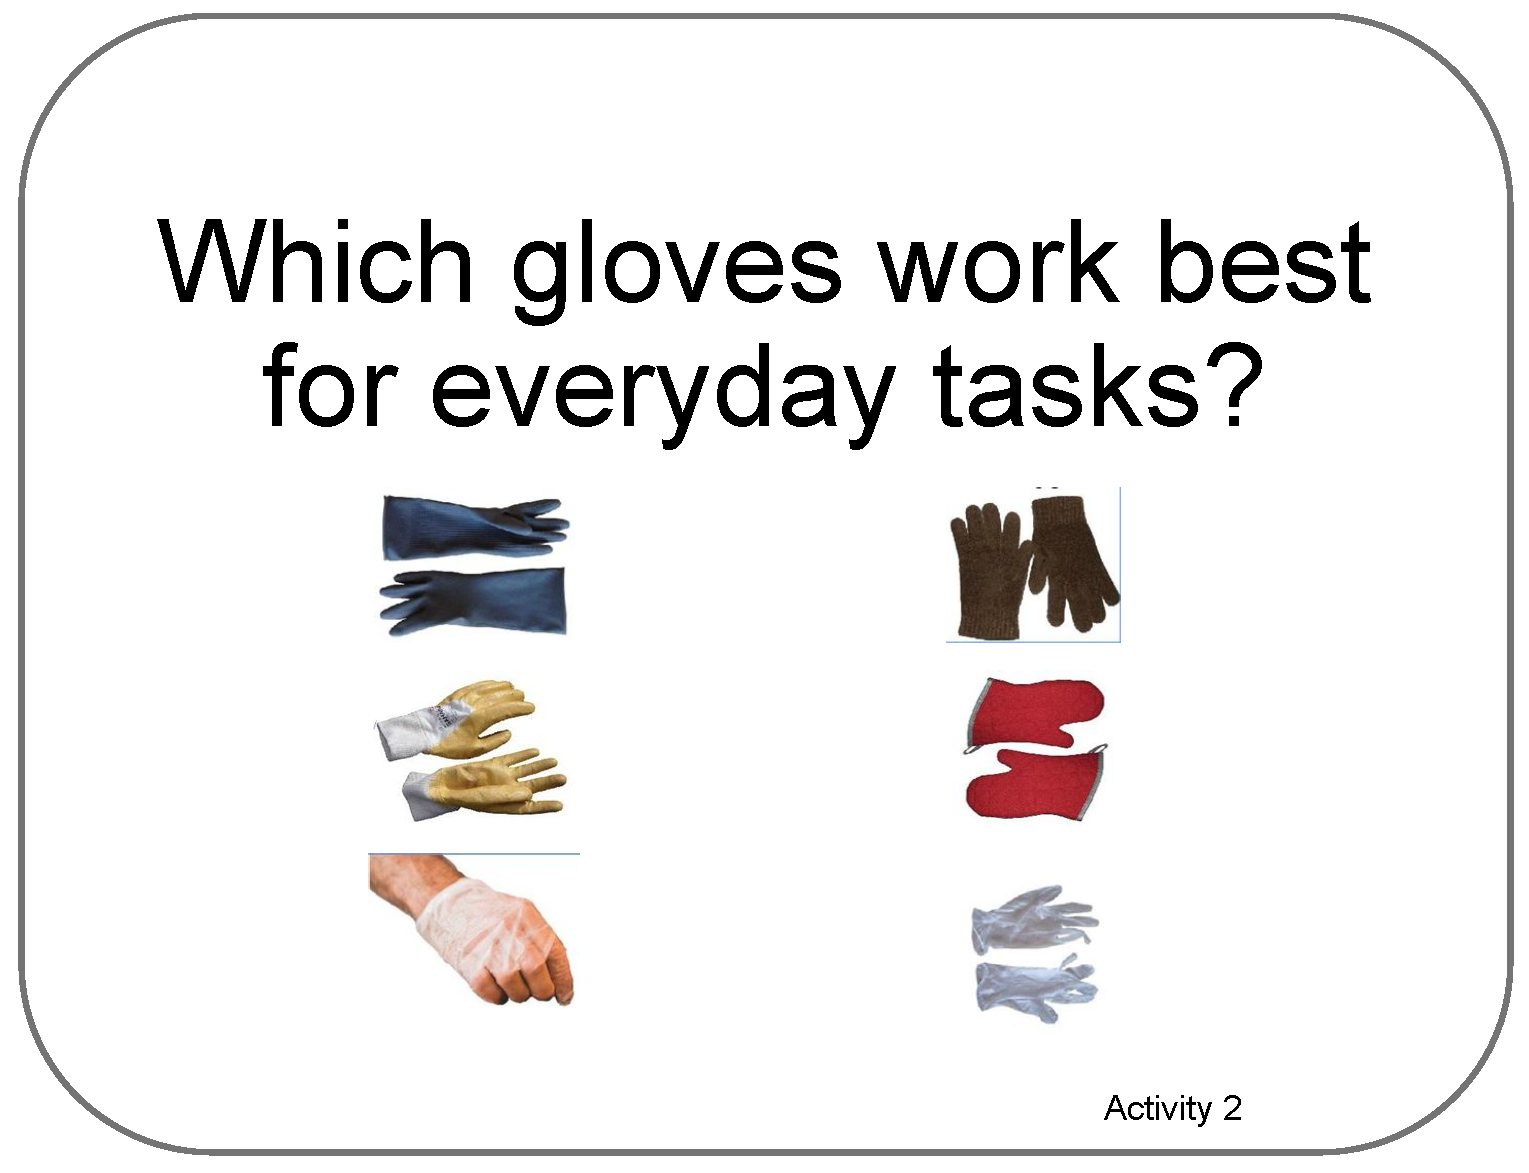 Which gloves work best
for everyday tasks?
Activity 2